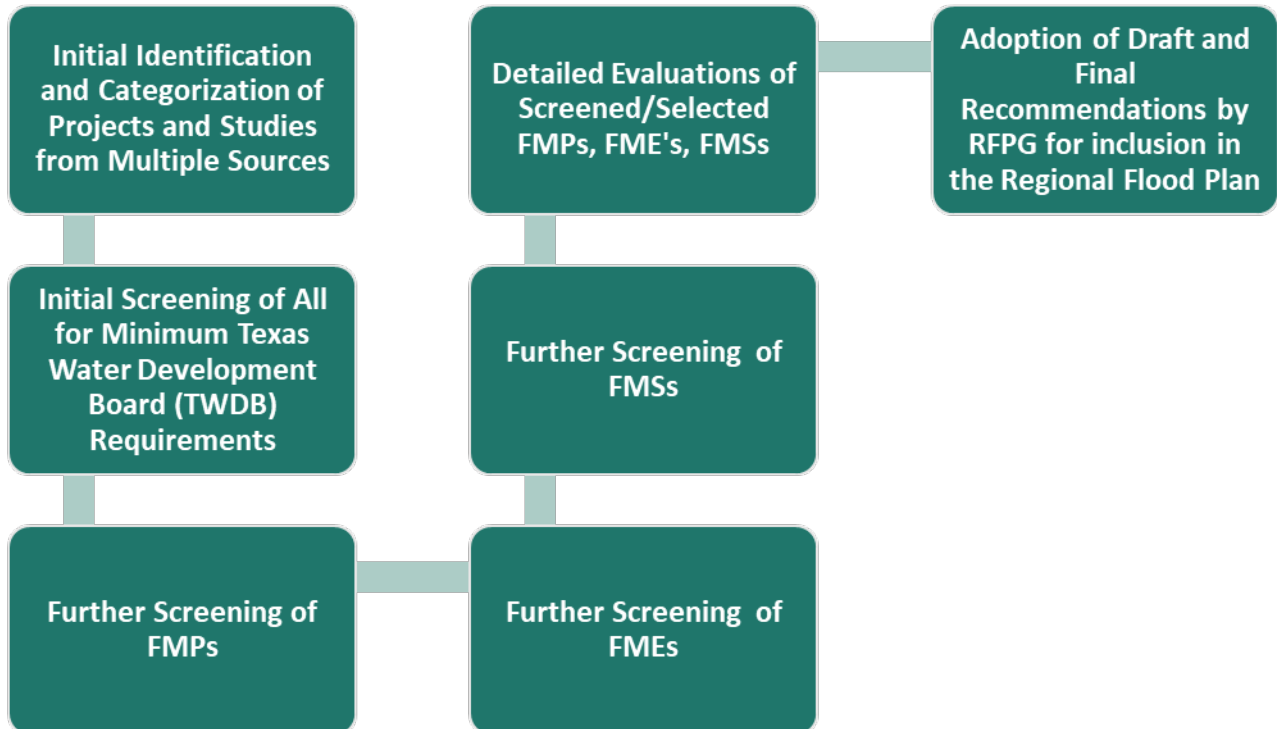 Initial Identification
and Categorization of
Projects and Studies
from Multiple Sources
Initial Screening of All
for Minimum Texas
Water Development
Board (TWDB)
Requirements
Further Screening of
FMPs
Further Screening of
FMEs
Further Screening of
FMSs
Detailed Evaluations of
Screened/Selected
FMPs, FME's, FMSs
Adoption of Draft and
Final
Recommendations by
RFPG for inclusion in
the Regional Flood Plan